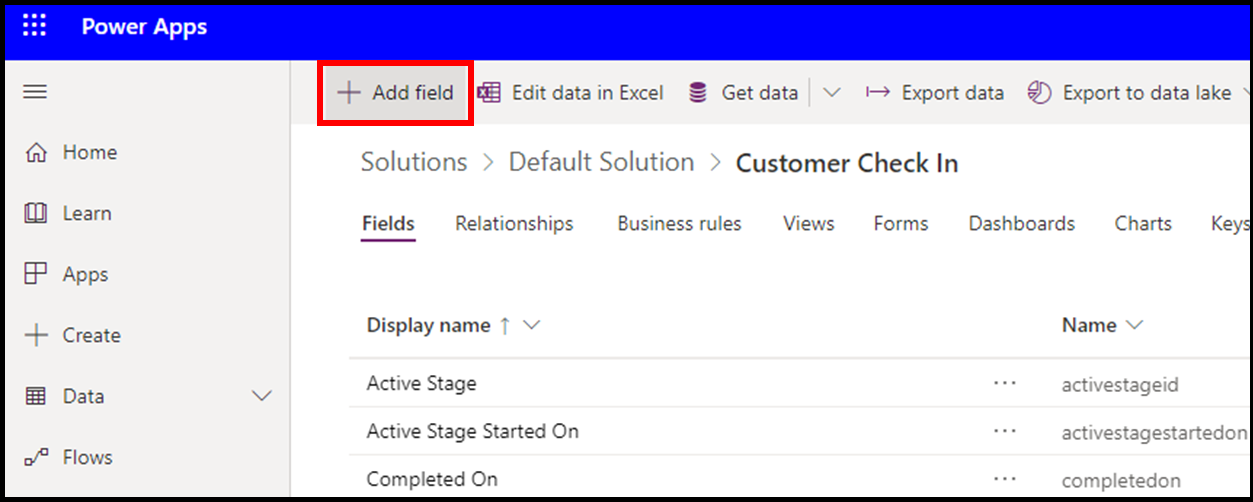 Power Apps
Add field Edit data in Excel Get data Export data Export to data lake
Home
Learn
Apps
Create
Data
Flows
Solutions > Default Solution > Customer Check In
Fields Relationships Business rules Views Forms Dashboards Charts Keys
Display name ↑ Name
Active Stage ... activestageid
Active Stage Started On ... activestagestartedon
Completed On ... completedon